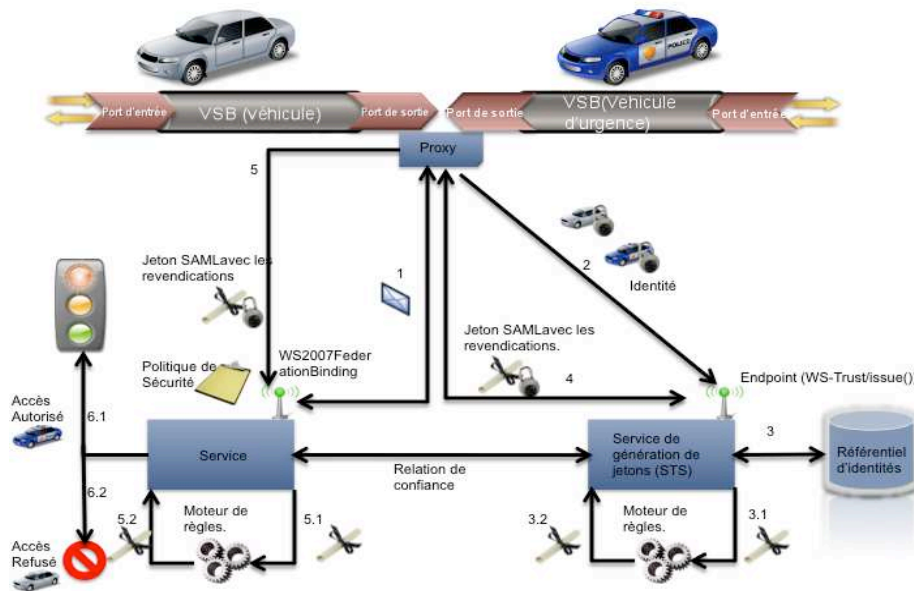 POLICE
Port d'entrée
VSB (véhicule)
Port de sortie
Port de sortie
VSB(Vehicule
d'urgence)
Port d'entrée
Proxy
5
1
2
Identité
Jeton SAMLavec les
revendications
Jeton SAMLavec les
revendications.
4
Politique de
Sécurité
WS2007Feder
ationBinding
Endpoint (WS-Trust/issue())
Accès
Autorisé
6.1
Service
Relation de
confiance
Service de
génération de
jetons (STS)
3
Référentiel
d'identités
6.2
5.2
Moteur de
règles.
5.1
3.2
Moteur de
règles.
3.1
Accès
Refusé